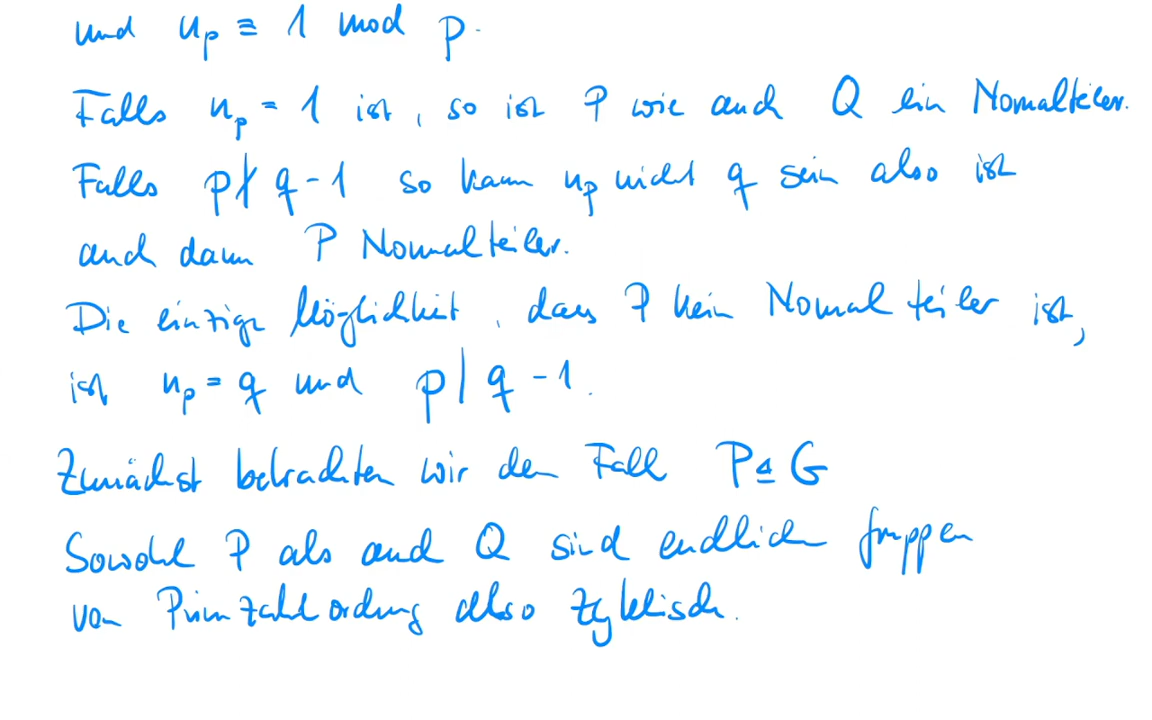 und n_p ≡ 1 mod p.
Falls n_p = 1 ist, so ist P wie auch Q ein Normalteiler.
Falls p ∤ q - 1 so kann n_p nicht q sein also ist
auch dann P Normalteiler.
Die einzige Möglichkeit, dass P kein Normalteiler ist,
ist n_p = q und p | q - 1.
Zunächst betrachten wir den Fall P ⊴ G
Sowohl P als auch Q sind endlich Gruppen
von Primzahlordnung also zyklisch.